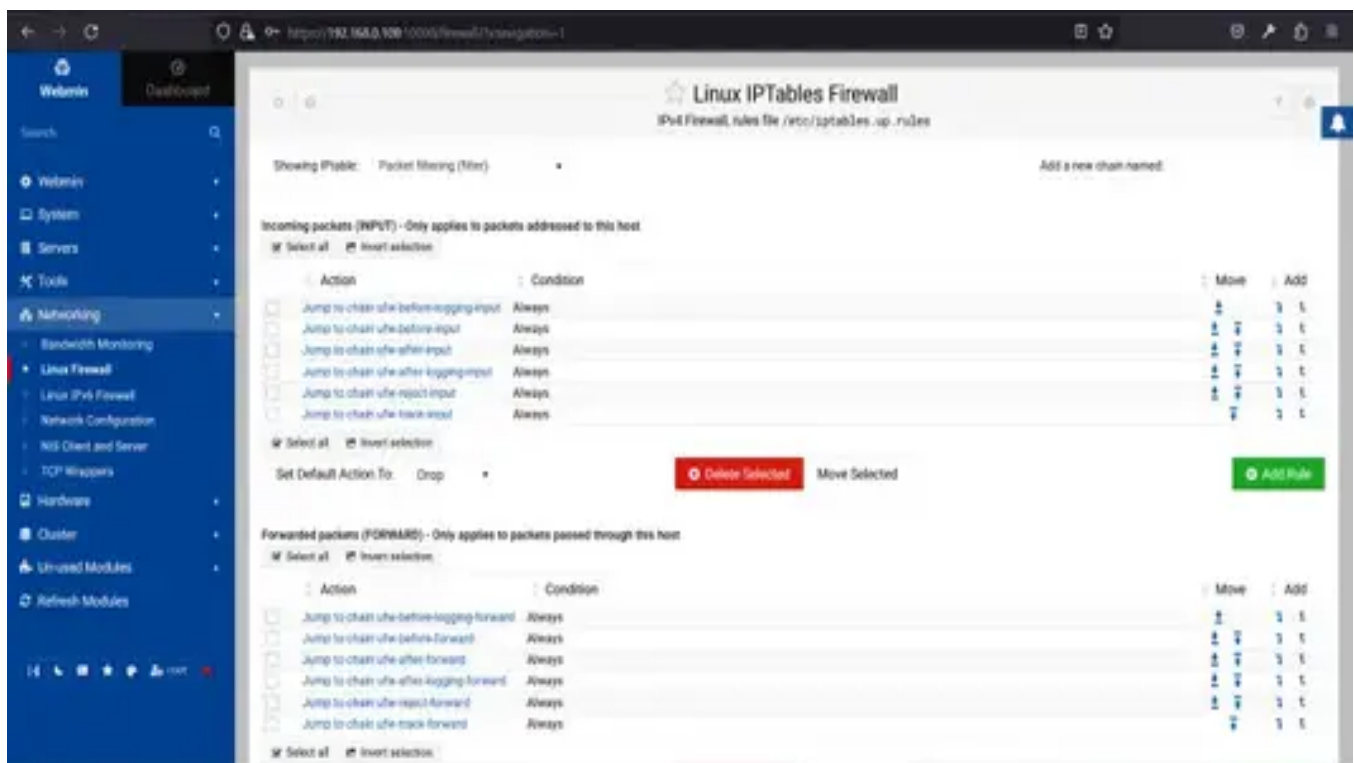 https://192.168.0.100:10000/firewall/?xnavigation=1
Webmin
Dashboard
Search
Webmin
System
Servers
Tools
Networking
Bandwidth Monitoring
Linux Firewall
Linux IPv6 Firewall
Network Configuration
NIS Client and Server
TCP Wrappers
Hardware
Cluster
Un-used Modules
Refresh Modules
root
Linux IPTables Firewall
IPv4 Firewall, rules file /etc/iptables.up.rules
Showing IPtable: Packet filtering (filter)
Add a new chain named:
Incoming packets (INPUT) - Only applies to packets addressed to this host
Select all Invert selection
Action Condition Move Add
Jump to chain ufw-before-logging-input Always
Jump to chain ufw-before-input Always
Jump to chain ufw-after-input Always
Jump to chain ufw-after-logging-input Always
Jump to chain ufw-reject-input Always
Jump to chain ufw-track-input Always
Select all Invert selection
Set Default Action To: Drop Delete Selected Move Selected Add Rule
Forwarded packets (FORWARD) - Only applies to packets passed through this host
Select all Invert selection
Action Condition Move Add
Jump to chain ufw-before-logging-forward Always
Jump to chain ufw-before-forward Always
Jump to chain ufw-after-forward Always
Jump to chain ufw-after-logging-forward Always
Jump to chain ufw-reject-forward Always
Jump to chain ufw-track-forward Always
Select all Invert selection